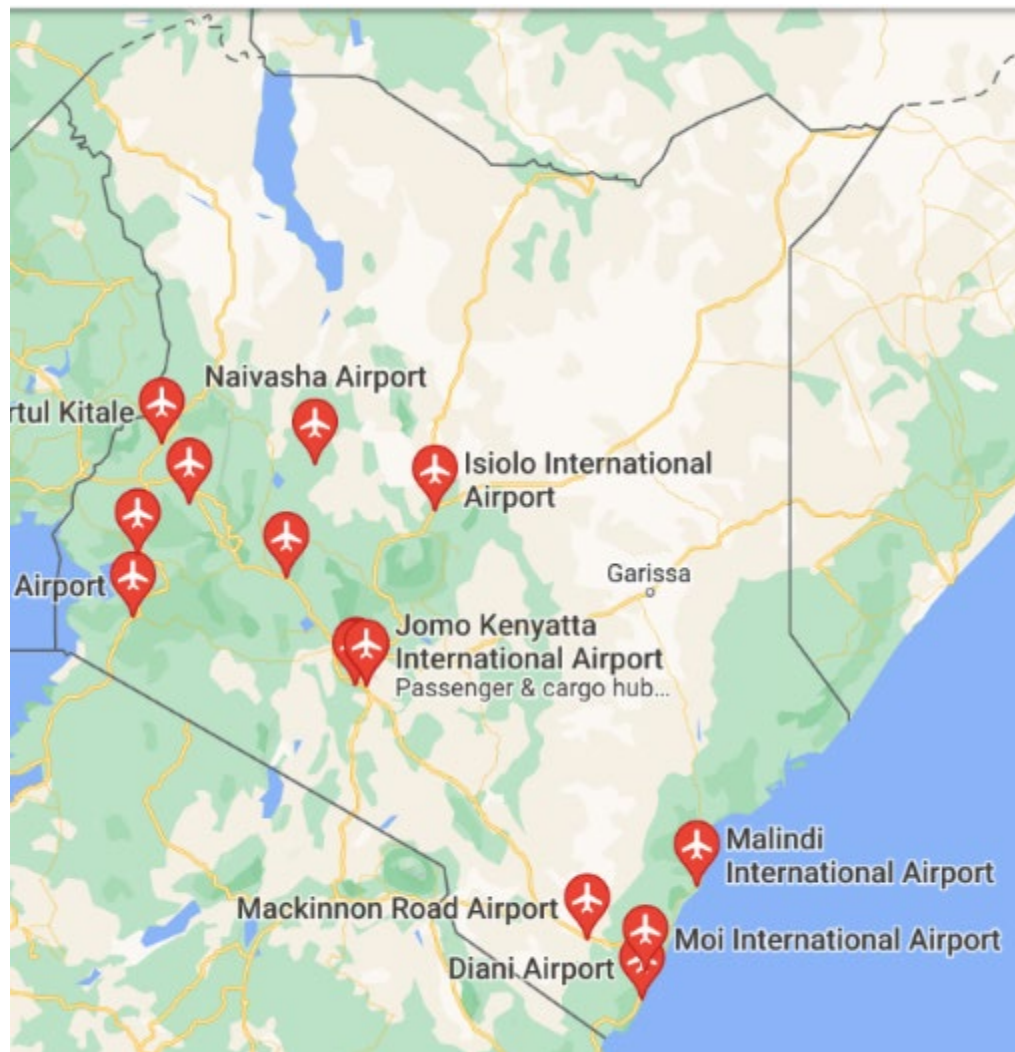 Naivasha Airport
rtul Kitale
Isiolo International
Airport
Airport
Garissa
Jomo Kenyatta
International Airport
Passenger & cargo hub...
Malindi
International Airport
Mackinnon Road Airport
Moi International Airport
Diani Airport